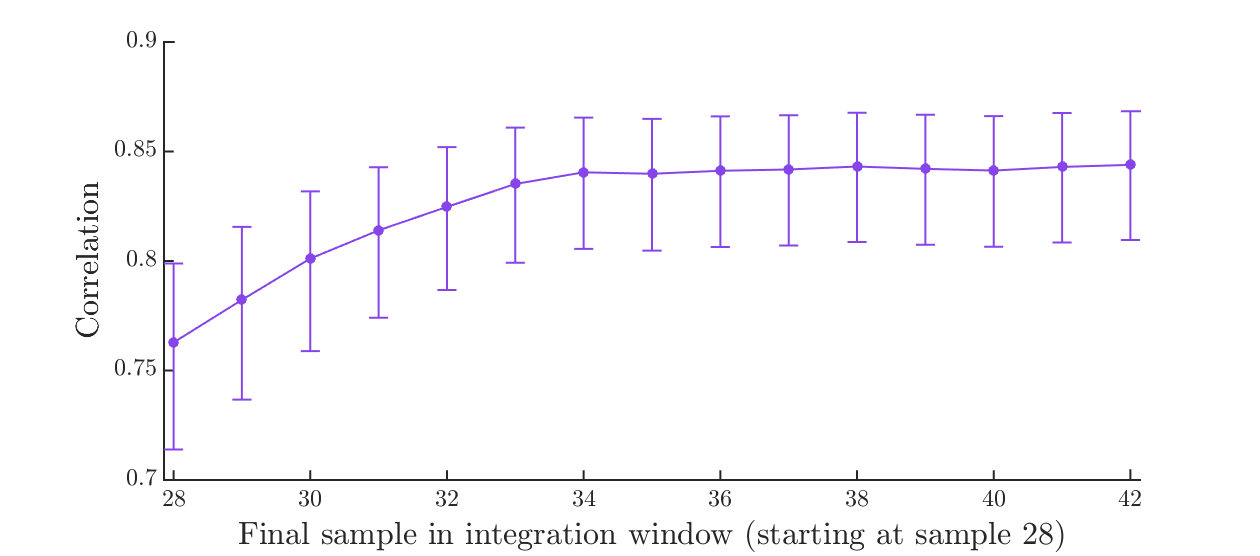 0.9
0.85
0.8
0.75
0.7
Correlation
28 30 32 34 36 38 40 42
Final sample in integration window (starting at sample 28)